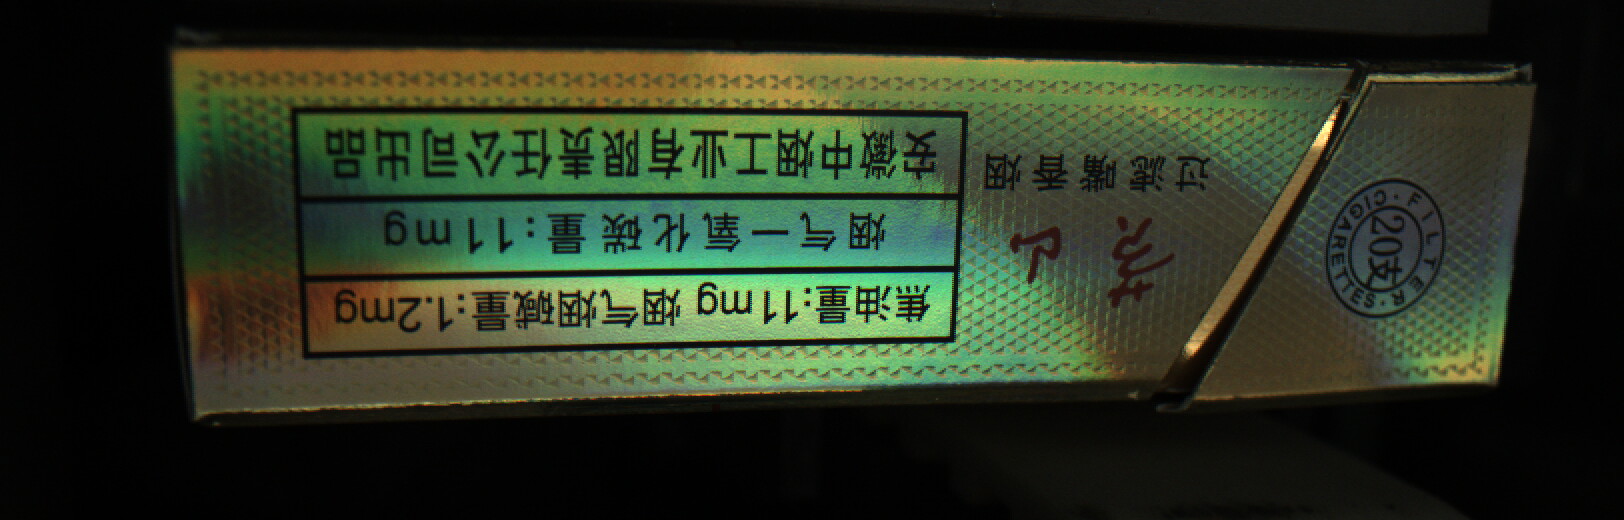 FILTER·CIGARETTES·
20支
黄山
过滤嘴香烟
焦油量:11mg 烟气烟碱量:1.2mg
烟气一氧化碳量:11mg
安徽中烟工业有限责任公司出品